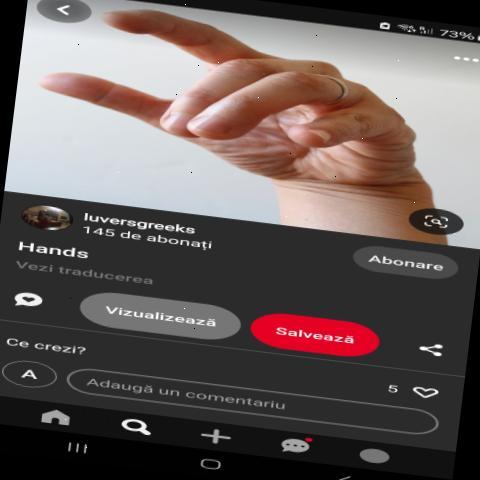 73%
luversgreeks
145 de abonați
Abonare
Hands
Vezi traducerea
Vizualizează
Salvează
Ce crezi?
5
A
Adaugă un comentariu